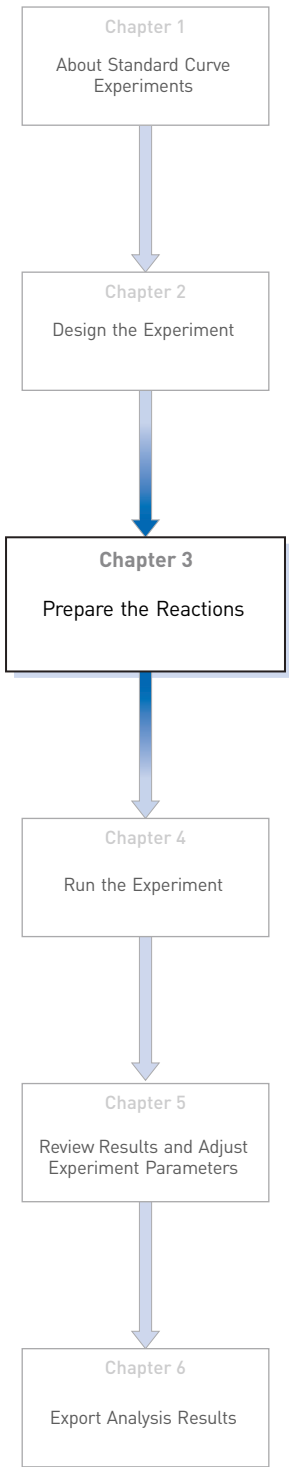 Chapter 1
About Standard Curve
Experiments
Chapter 2
Design the Experiment
Chapter 3
Prepare the Reactions
Chapter 4
Run the Experiment
Chapter 5
Review Results and Adjust
Experiment Parameters
Chapter 6
Export Analysis Results